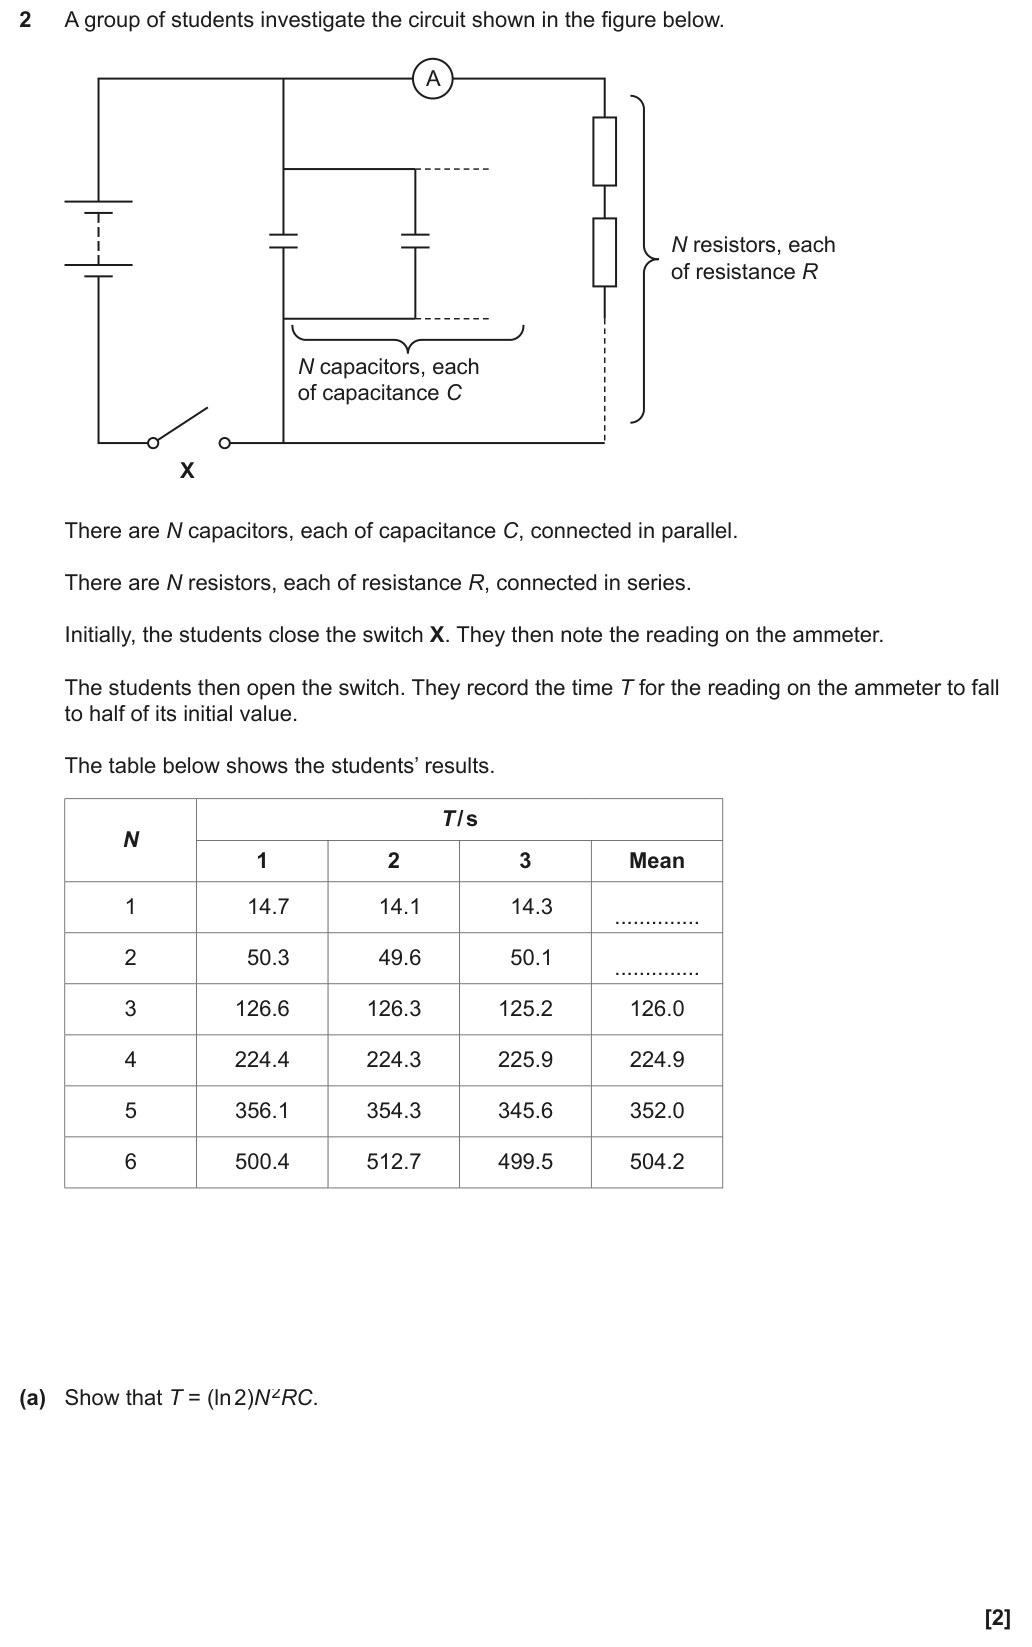 2 A group of students investigate the circuit shown in the figure below.
A
N resistors, each
of resistance R
N capacitors, each
of capacitance C
X
There are N capacitors, each of capacitance C, connected in parallel.
There are N resistors, each of resistance R, connected in series.
Initially, the students close the switch X. They then note the reading on the ammeter.
The students then open the switch. They record the time T for the reading on the ammeter to fall
to half of its initial value.
The table below shows the students’ results.
N T/s
1 2 3 Mean
1 14.7 14.1 14.3 ..............
2 50.3 49.6 50.1 ..............
3 126.6 126.3 125.2 126.0
4 224.4 224.3 225.9 224.9
5 356.1 354.3 345.6 352.0
6 500.4 512.7 499.5 504.2
(a) Show that T = (ln 2)N²RC.
[2]